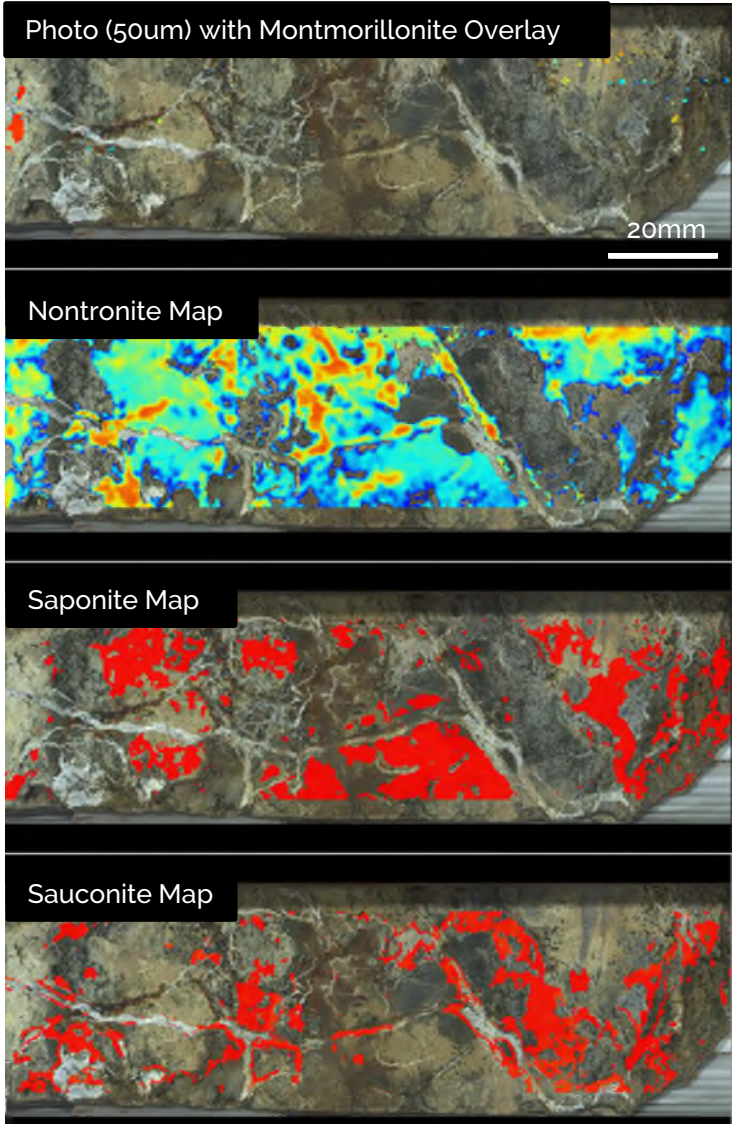 Photo (50um) with Montmorillonite Overlay
20mm
Nontronite Map
Saponite Map
Sauconite Map